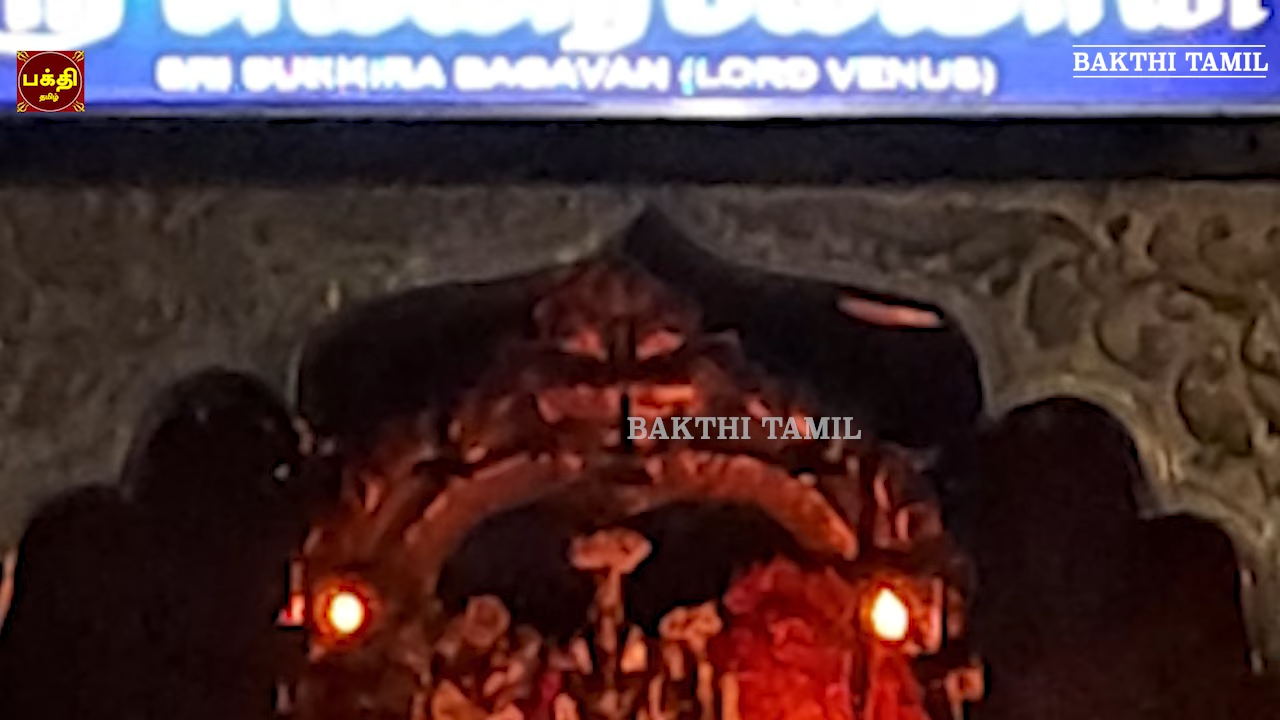 SRI SUKKIRA BAGAVAN (LORD VENUS)
BAKTHI TAMIL
பக்தி
தமிழ்
BAKTHI TAMIL